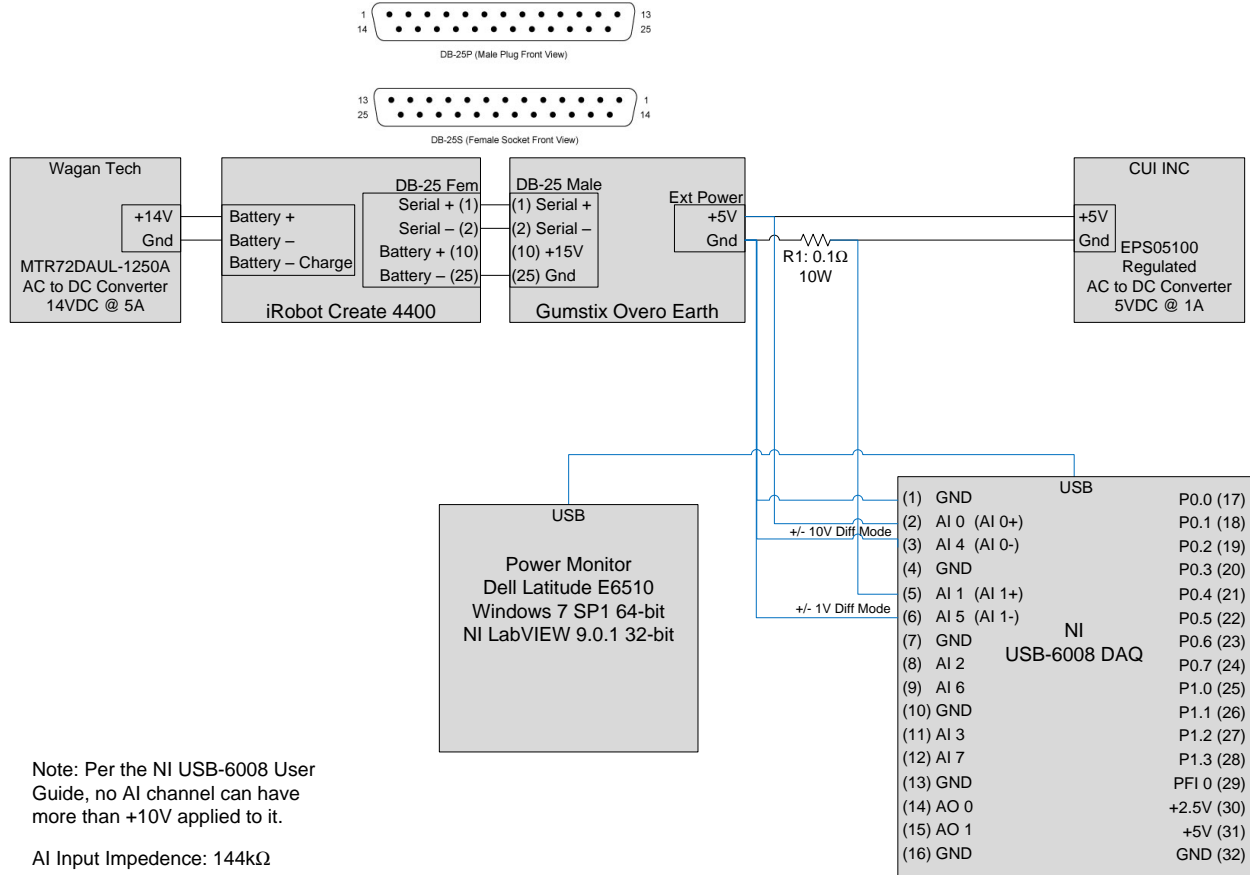 1
13
14
25
DB-25P (Male Plug Front View)
13
1
25
14
DB-25S (Female Socket Front View)
Wagan Tech
+14V
Gnd
MTR72DAUL-1250A
AC to DC Converter
14VDC @ 5A
Battery +
Battery –
Battery – Charge
DB-25 Fem
Serial + (1)
Serial – (2)
Battery + (10)
Battery – (25)
iRobot Create 4400
DB-25 Male
(1) Serial +
(2) Serial –
(10) +15V
(25) Gnd
Ext Power
+5V
Gnd
Gumstix Overo Earth
R1: 0.1Ω
10W
CUI INC
+5V
Gnd
EPS05100
Regulated
AC to DC Converter
5VDC @ 1A
USB
Power Monitor
Dell Latitude E6510
Windows 7 SP1 64-bit
NI LabVIEW 9.0.1 32-bit
+/- 10V Diff Mode
+/- 1V Diff Mode
USB
(1) GND
(2) AI 0 (AI 0+)
(3) AI 4 (AI 0-)
(4) GND
(5) AI 1 (AI 1+)
(6) AI 5 (AI 1-)
(7) GND
(8) AI 2
(9) AI 6
(10) GND
(11) AI 3
(12) AI 7
(13) GND
(14) AO 0
(15) AO 1
(16) GND
NI
USB-6008 DAQ
P0.0 (17)
P0.1 (18)
P0.2 (19)
P0.3 (20)
P0.4 (21)
P0.5 (22)
P0.6 (23)
P0.7 (24)
P1.0 (25)
P1.1 (26)
P1.2 (27)
P1.3 (28)
PFI 0 (29)
+2.5V (30)
+5V (31)
GND (32)
Note: Per the NI USB-6008 User
Guide, no AI channel can have
more than +10V applied to it.
AI Input Impedence: 144kΩ